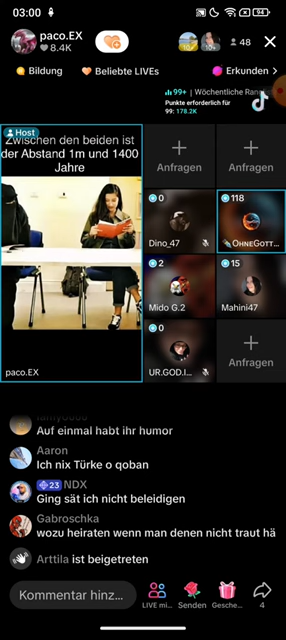 03:00
94
paco.EX
8.4K
48
Bildung
Beliebte LIVEs
Erkunden >
99+ | Wöchentliche Ran
Punkte erforderlich für
99: 178.2K
Host
Zwischen den beiden ist
der Abstand 1m und 1400
Jahre
paco.EX
Anfragen
Anfragen
0
Dino_47
118
OHNEGOTT...
2
Mido G.2
15
Mahini47
0
UR.GOD.I...
Anfragen
Auf einmal habt ihr humor
Aaron
Ich nix Türke o qoban
23 NDX
Ging sät ich nicht beleidigen
Gabroschka
wozu heiraten wenn man denen nicht traut hä
Arttila ist beigetreten
Kommentar hinz...
LIVE mi...
Senden
Gesche...
4